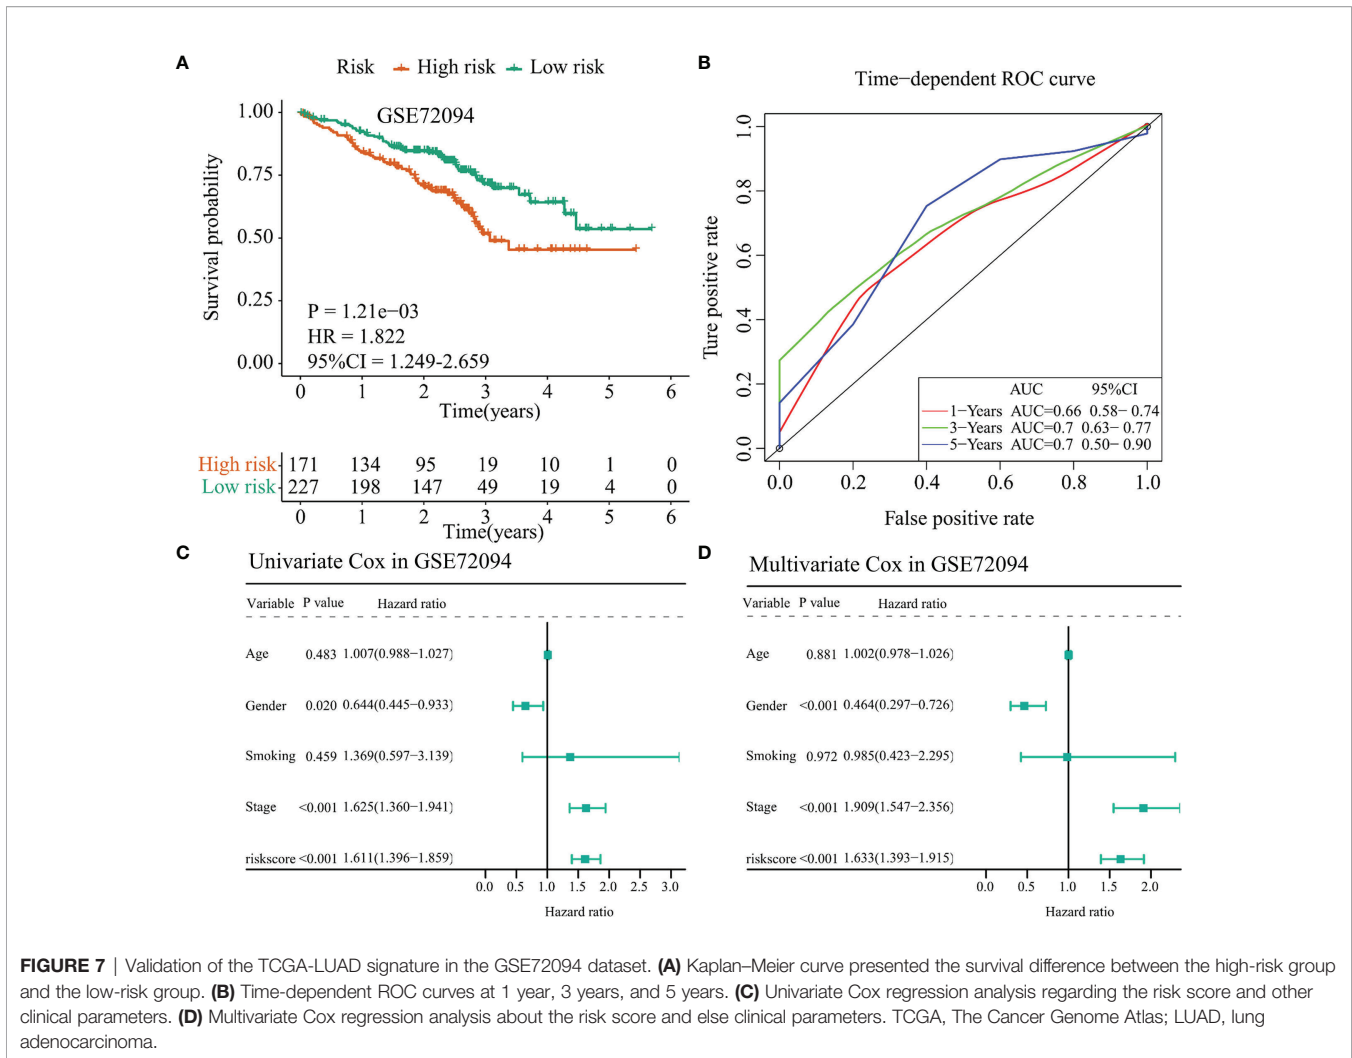 A
Risk High risk Low risk
GSE72094
Survival probability
1.00
0.75
0.50
0.25
0.00
P = 1.21e−03
HR = 1.822
95%CI = 1.249-2.659
0 1 2 3 4 5 6
Time(years)
High risk 171 134 95 19 10 1 0
Low risk 227 198 147 49 19 4 0
0 1 2 3 4 5 6
Time(years)
B
Time−dependent ROC curve
Ture positive rate
1.0
0.8
0.6
0.4
0.2
0.0
AUC 95%CI
1−Years AUC=0.66 0.58− 0.74
3−Years AUC=0.7 0.63− 0.77
5−Years AUC=0.7 0.50− 0.90
0.0 0.2 0.4 0.6 0.8 1.0
False positive rate
C
Univariate Cox in GSE72094
Variable P value Hazard ratio
Age 0.483 1.007(0.988−1.027)
Gender 0.020 0.644(0.445−0.933)
Smoking 0.459 1.369(0.597−3.139)
Stage <0.001 1.625(1.360−1.941)
riskscore <0.001 1.611(1.396−1.859)
0.0 0.5 1.0 1.5 2.0 2.5 3.0
Hazard ratio
D
Multivariate Cox in GSE72094
Variable P value Hazard ratio
Age 0.881 1.002(0.978−1.026)
Gender <0.001 0.464(0.297−0.726)
Smoking 0.972 0.985(0.423−2.295)
Stage <0.001 1.909(1.547−2.356)
riskscore <0.001 1.633(1.393−1.915)
0.0 0.5 1.0 1.5 2.0
Hazard ratio
FIGURE 7 | Validation of the TCGA-LUAD signature in the GSE72094 dataset. (A) Kaplan–Meier curve presented the survival difference between the high-risk group
and the low-risk group. (B) Time-dependent ROC curves at 1 year, 3 years, and 5 years. (C) Univariate Cox regression analysis regarding the risk score and other
clinical parameters. (D) Multivariate Cox regression analysis about the risk score and else clinical parameters. TCGA, The Cancer Genome Atlas; LUAD, lung
adenocarcinoma.